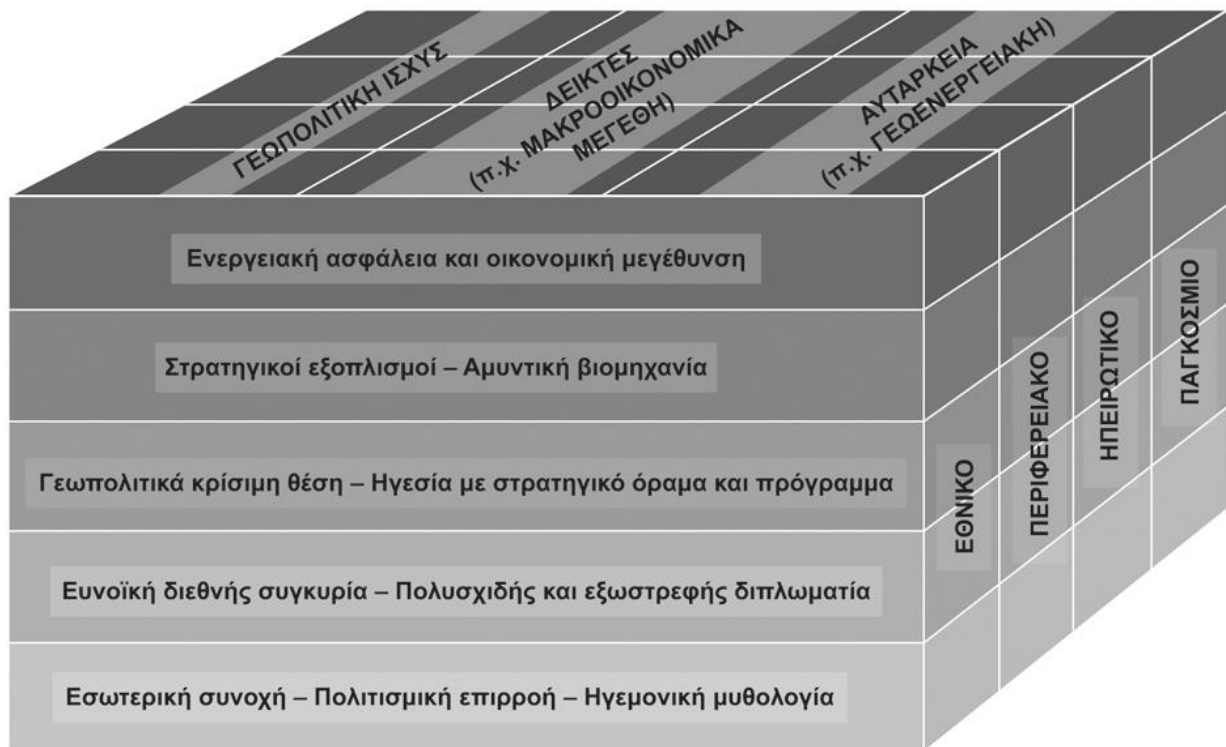 ΓΕΩΠΟΛΙΤΙΚΗ ΙΣΧΥΣ
ΔΕΙΚΤΕΣ
(π.χ. ΜΑΚΡΟΟΙΚΟΝΟΜΙΚΑ
ΜΕΓΕΘΗ)
ΑΥΤΑΡΚΕΙΑ
(π.χ. ΓΕΩΕΝΕΡΓΕΙΑΚΗ)
Ενεργειακή ασφάλεια και οικονομική μεγέθυνση
Στρατηγικοί εξοπλισμοί – Αμυντική βιομηχανία
Γεωπολιτικά κρίσιμη θέση – Ηγεσία με στρατηγικό όραμα και πρόγραμμα
Ευνοϊκή διεθνής συγκυρία – Πολυσχιδής και εξωστρεφής διπλωματία
Εσωτερική συνοχή – Πολιτισμική επιρροή – Ηγεμονική μυθολογία
ΕΘΝΙΚΟ
ΠΕΡΙΦΕΡΕΙΑΚΟ
ΗΠΕΙΡΩΤΙΚΟ
ΠΑΓΚΟΣΜΙΟ